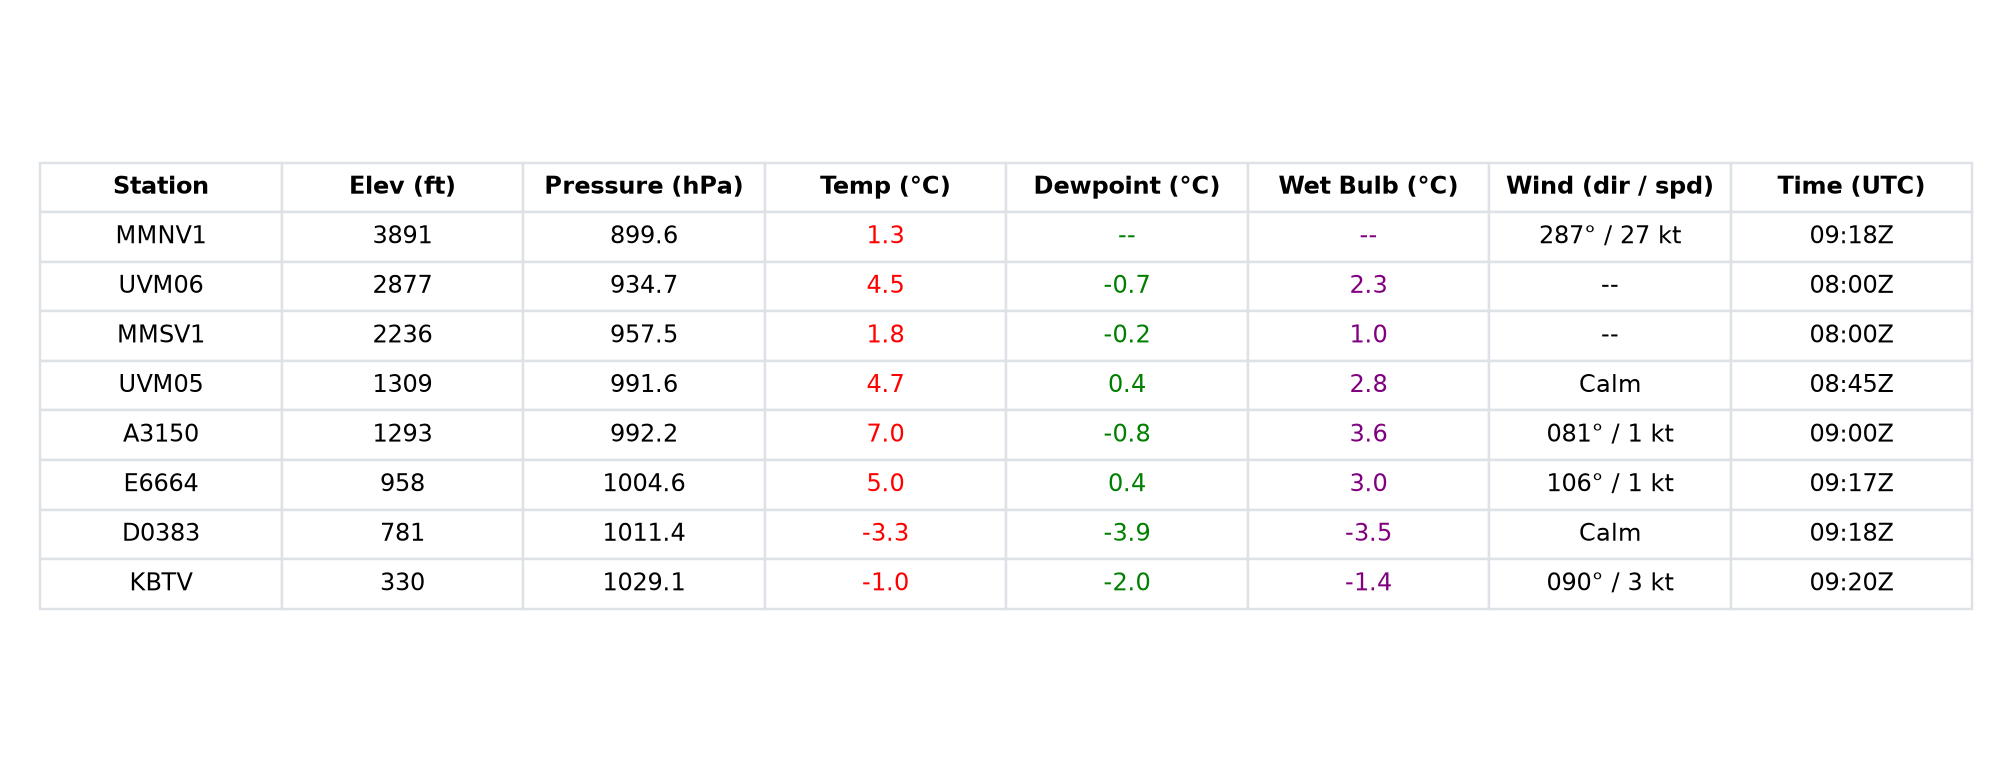 Station Elev (ft) Pressure (hPa) Temp (°C) Dewpoint (°C) Wet Bulb (°C) Wind (dir / spd) Time (UTC)
MMNV1 3891 899.6 1.3 -- -- 287° / 27 kt 09:18Z
UVM06 2877 934.7 4.5 -0.7 2.3 -- 08:00Z
MMSV1 2236 957.5 1.8 -0.2 1.0 -- 08:00Z
UVM05 1309 991.6 4.7 0.4 2.8 Calm 08:45Z
A3150 1293 992.2 7.0 -0.8 3.6 081° / 1 kt 09:00Z
E6664 958 1004.6 5.0 0.4 3.0 106° / 1 kt 09:17Z
D0383 781 1011.4 -3.3 -3.9 -3.5 Calm 09:18Z
KBTV 330 1029.1 -1.0 -2.0 -1.4 090° / 3 kt 09:20Z